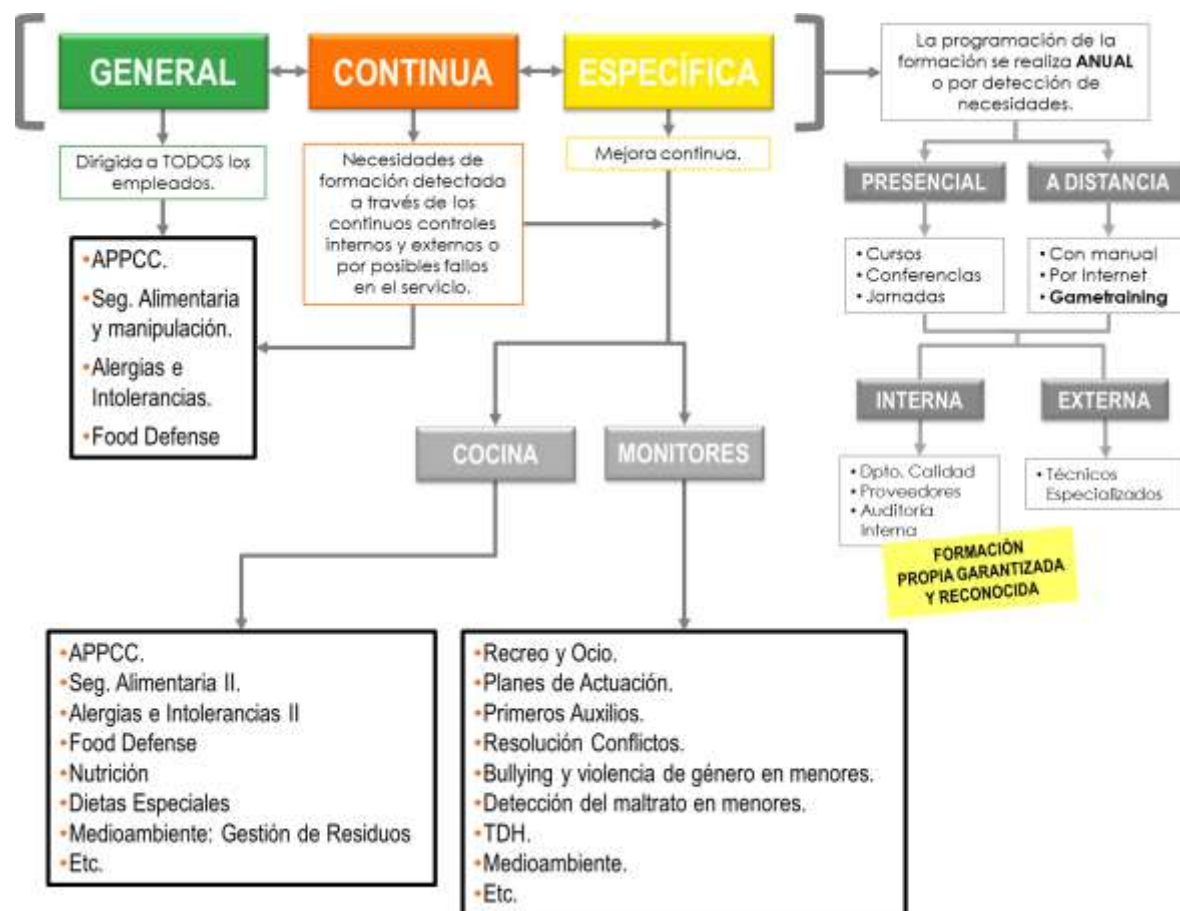 GENERAL
CONTINUA
ESPECÍFICA
La programación de la
formación se realiza ANUAL
o por detección de
necesidades.
Dirigida a TODOS los
empleados.
Necesidades de
formación detectada
a través de los
continuos controles
internos y externos o
por posibles fallos
en el servicio.
Mejora continua.
PRESENCIAL
A DISTANCIA
• Cursos
• Conferencias
• Jornadas
• Con manual
• Por Internet
• Gametraining
•APPCC.
•Seg. Alimentaria
y manipulación.
•Alergias e
Intolerancias.
•Food Defense
INTERNA
EXTERNA
• Dpto. Calidad
• Proveedores
• Auditoría
Interna
• Técnicos
Especializados
FORMACIÓN
PROPIA GARANTIZADA
Y RECONOCIDA
COCINA
MONITORES
•APPCC.
•Seg. Alimentaria II.
•Alergias e Intolerancias II
•Food Defense
•Nutrición
•Dietas Especiales
•Medioambiente: Gestión de Residuos
•Etc.
•Recreo y Ocio.
•Planes de Actuación.
•Primeros Auxilios.
•Resolución Conflictos.
•Bullying y violencia de género en menores.
•Detección del maltrato en menores.
•TDH.
•Medioambiente.
•Etc.